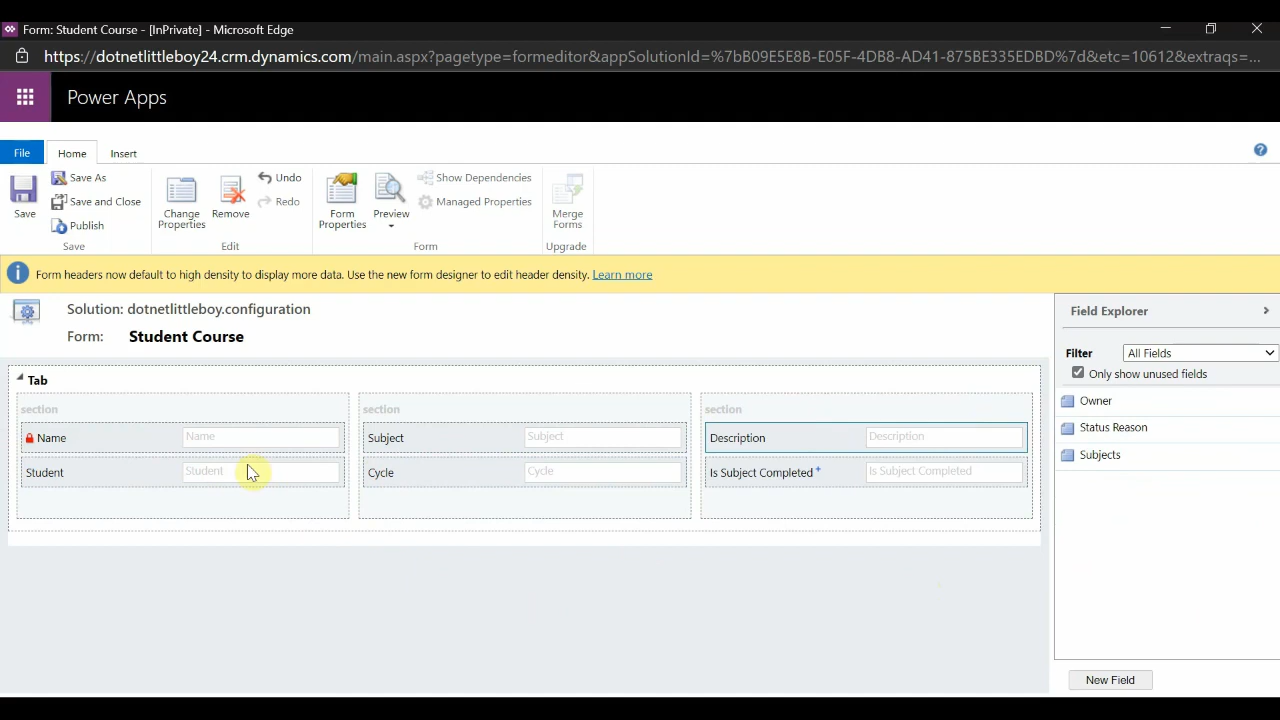 Form: Student Course - [InPrivate] - Microsoft Edge
https://dotnetlittleboy24.crm.dynamics.com/main.aspx?pagetype=formeditor&appSolutionId=%7bB09E5E8B-E05F-4DB8-AD41-875BE335EDBD%7d&etc=10612&extraqs=...
Power Apps
File Home Insert
Save
Save As
Save and Close
Publish
Save
Change Properties
Remove
Undo
Redo
Edit
Form Properties
Preview
Show Dependencies
Managed Properties
Form
Merge Forms
Upgrade
Form headers now default to high density to display more data. Use the new form designer to edit header density. Learn more
Solution: dotnetlittleboy.configuration
Form: Student Course
Tab
section section section
Name Name Subject Subject Description Description
Student Student Cycle Cycle Is Subject Completed+ Is Subject Completed
Field Explorer
Filter All Fields
Only show unused fields
Owner
Status Reason
Subjects
New Field